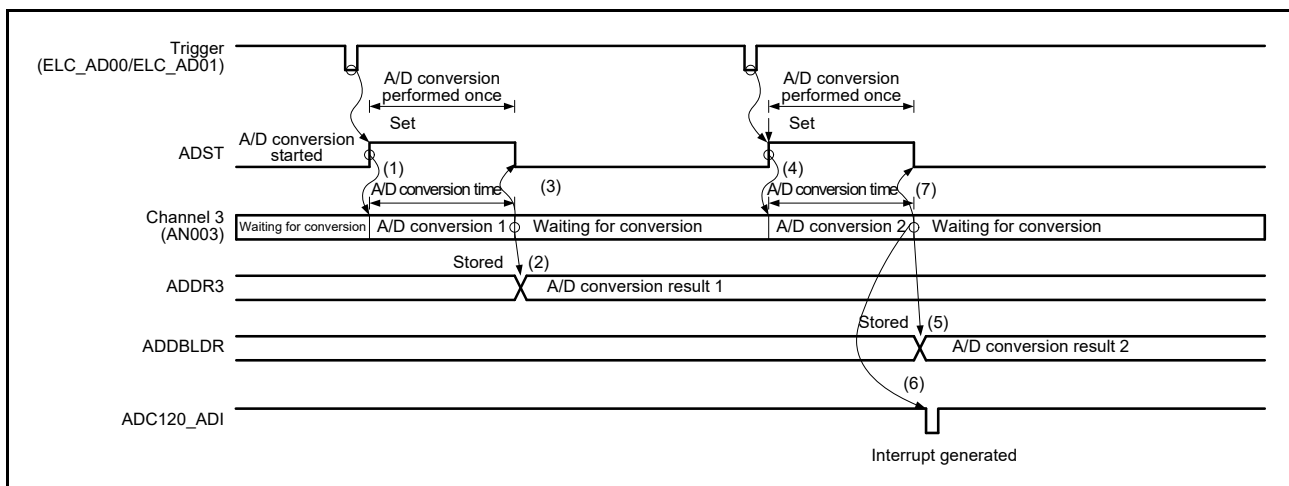 Trigger
(ELC_AD00/ELC_AD01)
A/D conversion
performed once
A/D conversion
performed once
Set
Set
A/D conversion
started
ADST
(1)
(3)
(4)
(7)
A/D conversion time
A/D conversion time
Channel 3
(AN003)
Waiting for conversion
A/D conversion 1
Waiting for conversion
A/D conversion 2
Waiting for conversion
Stored
(2)
ADDR3
A/D conversion result 1
Stored
(5)
ADDBLDR
A/D conversion result 2
(6)
ADC120_ADI
Interrupt generated